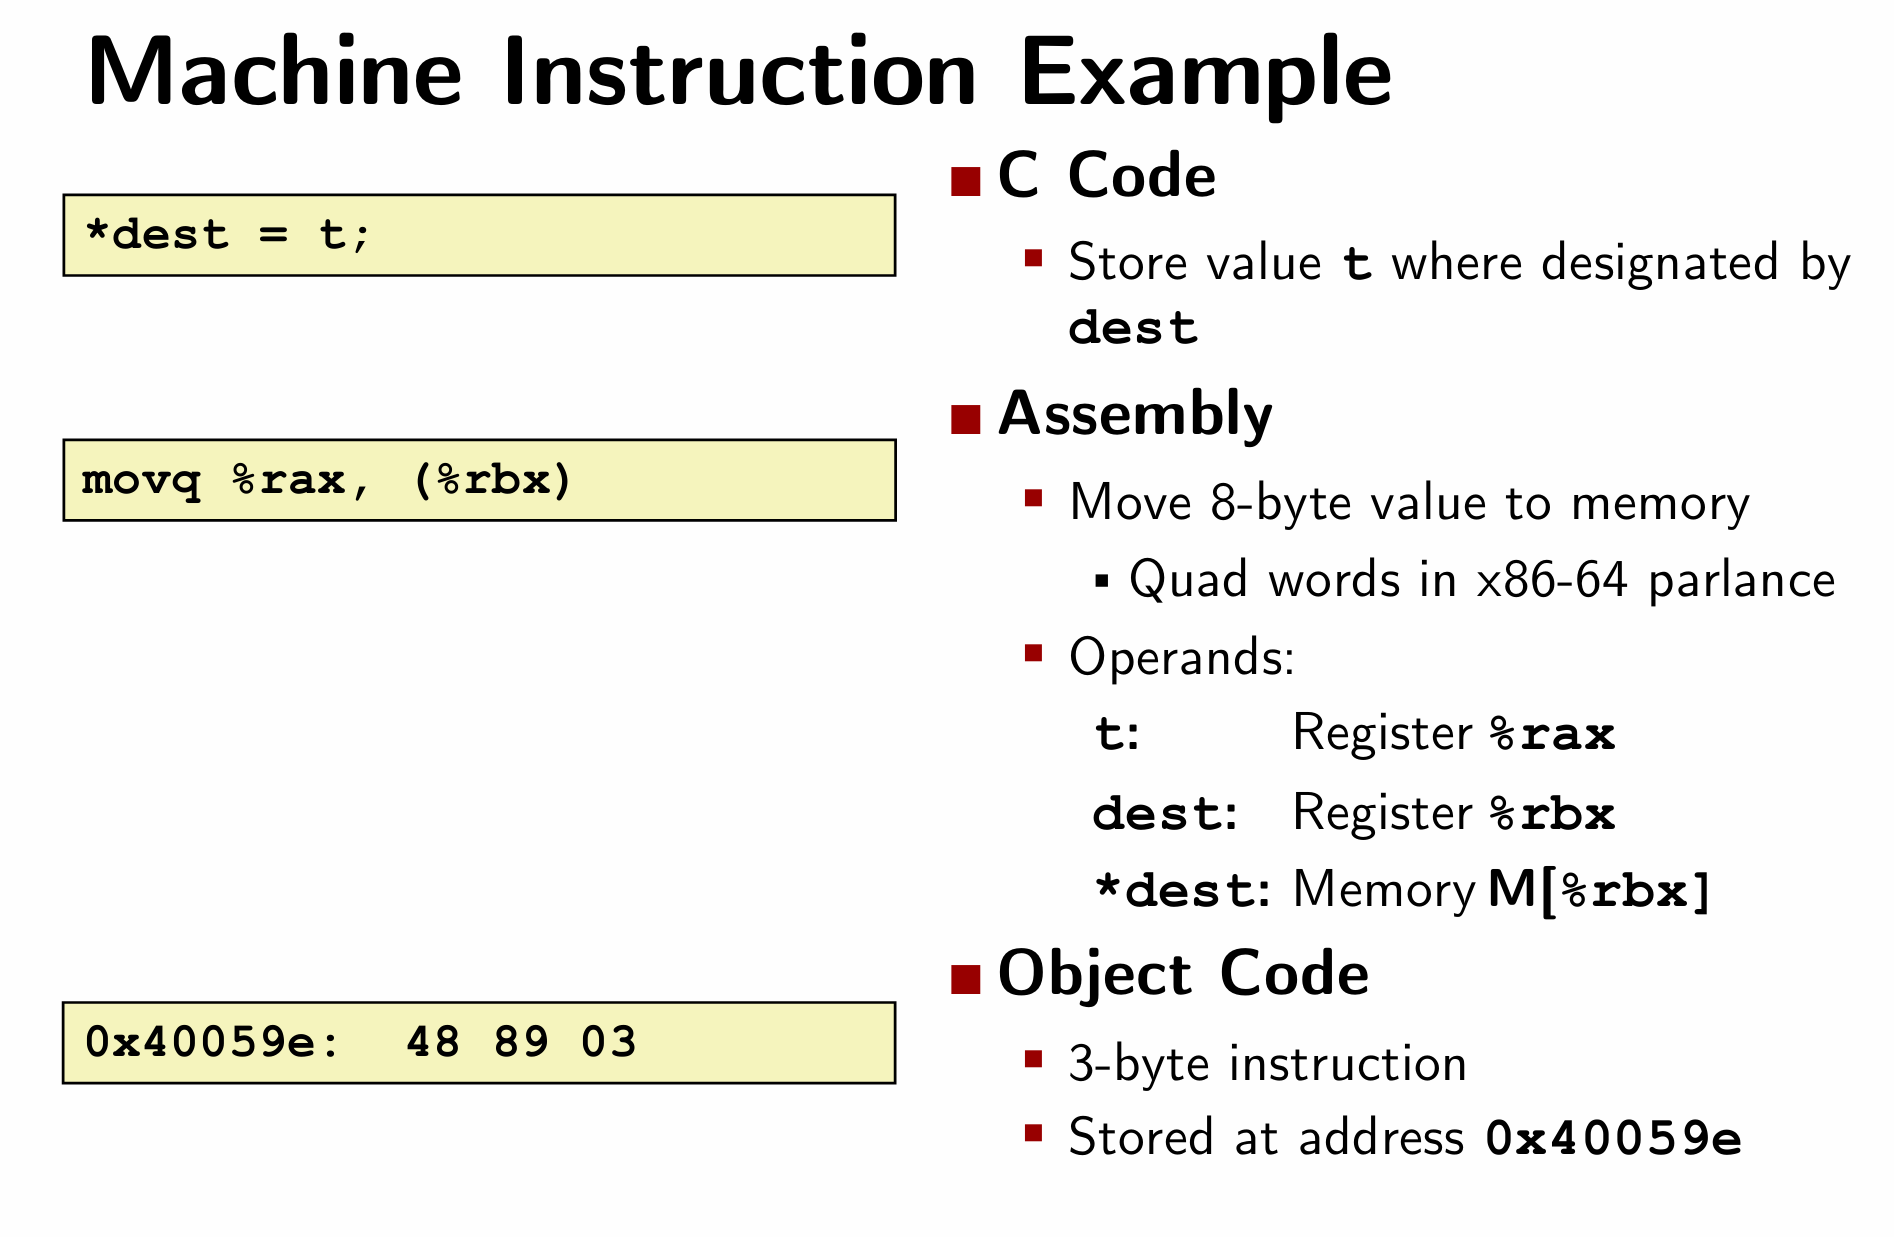 Machine Instruction Example
*dest = t;
C Code
Store value t where designated by
dest
movq %rax, (%rbx)
Assembly
Move 8-byte value to memory
Quad words in x86-64 parlance
Operands:
t: Register %rax
dest: Register %rbx
*dest: Memory M[%rbx]
0x40059e: 48 89 03
Object Code
3-byte instruction
Stored at address 0x40059e